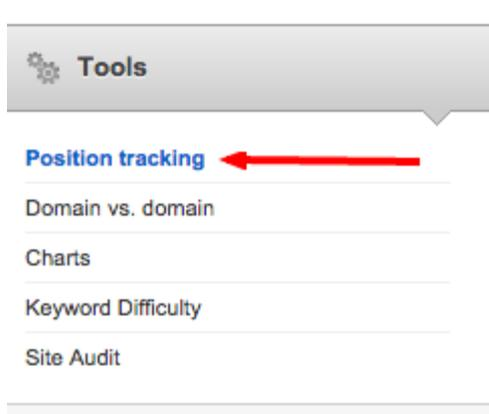 Tools
Position tracking
Domain vs. domain
Charts
Keyword Difficulty
Site Audit